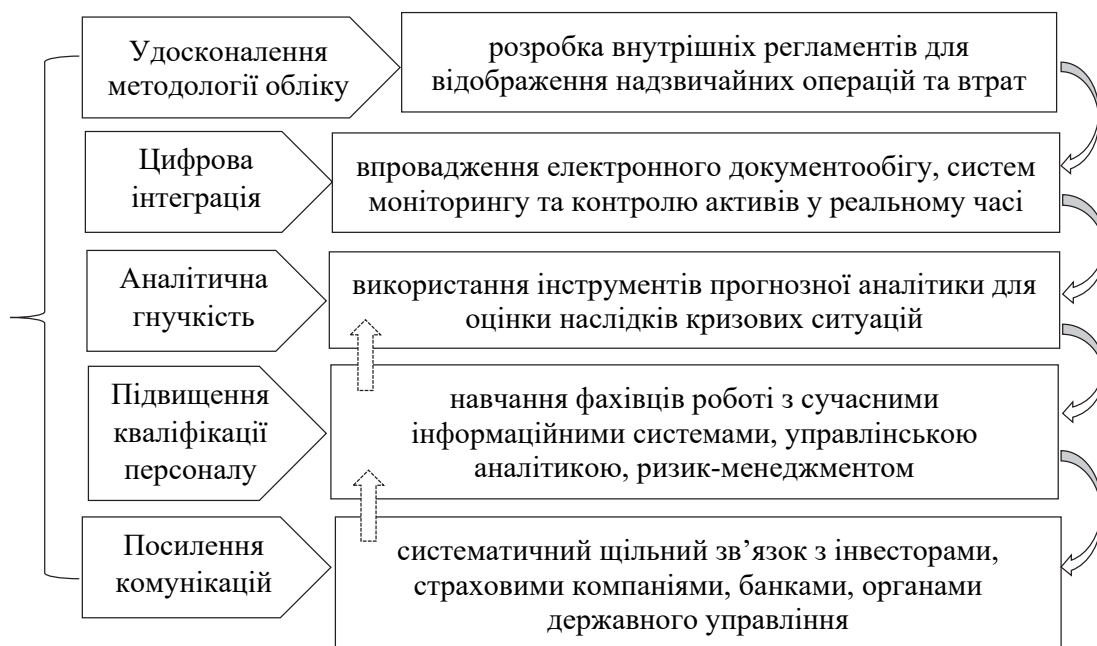 Удосконалення
методології обліку
розробка внутрішніх регламентів для
відображення надзвичайних операцій та втрат
Цифрова
інтеграція
впровадження електронного документообігу, систем
моніторингу та контролю активів у реальному часі
Аналітична
гнучкість
використання інструментів прогнозної аналітики для
оцінки наслідків кризових ситуацій
Підвищення
кваліфікації
персоналу
навчання фахівців роботі з сучасними
інформаційними системами, управлінською
аналітикою, ризик-менеджментом
Посилення
комунікацій
систематичний щільний зв’язок з інвесторами,
страховими компаніями, банками, органами
державного управління